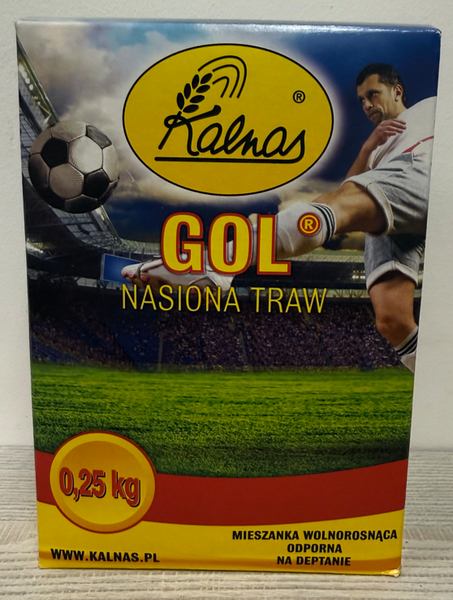 Kalnas ®
GOL®
NASIONA TRAW
0,25 kg
WWW.KALNAS.PL
MIESZANKA WOLNOROSNĄCA
ODPORNA
NA DEPTANIE